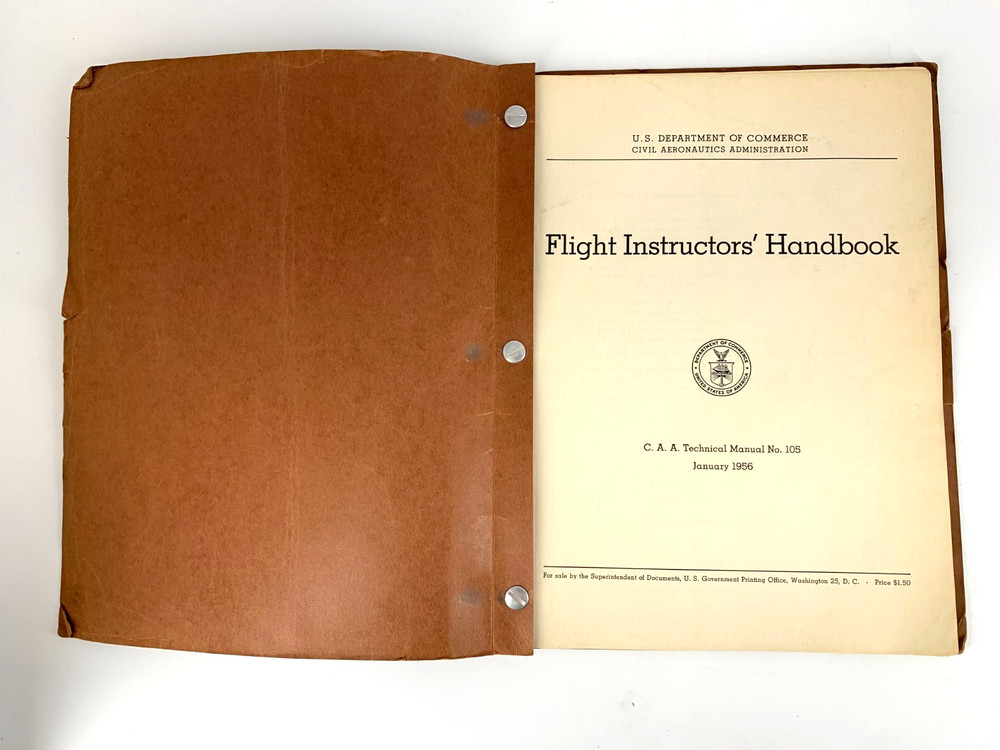 U.S. DEPARTMENT OF COMMERCE
CIVIL AERONAUTICS ADMINISTRATION
Flight Instructors' Handbook
DEPARTMENT OF COMMERCE
UNITED STATES OF AMERICA
C. A. A. Technical Manual No. 105
January 1956
For sale by the Superintendent of Documents, U. S. Government Printing Office, Washington 25, D. C. - Price $1.50